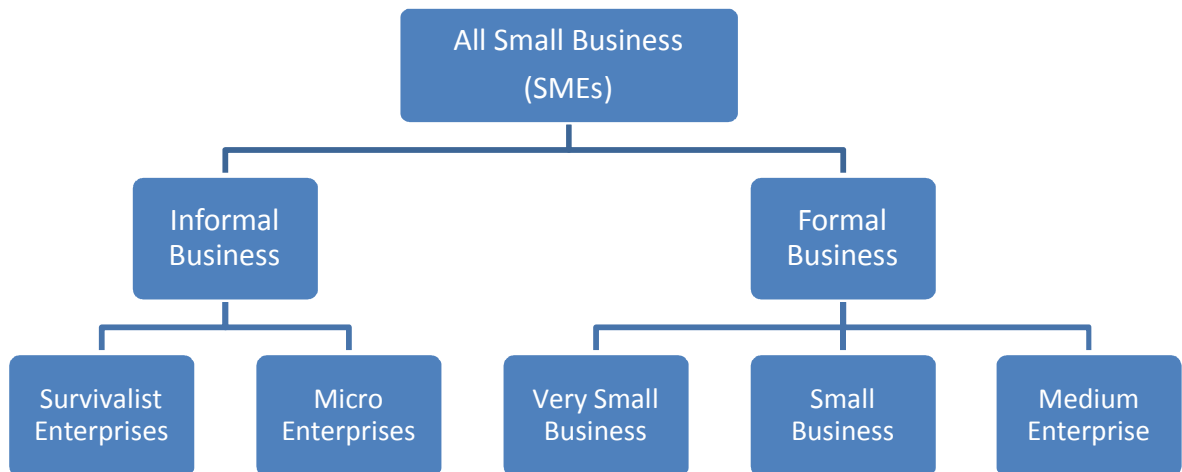 All Small Business
(SMEs)
Informal
Business
Formal
Business
Survivalist
Enterprises
Micro
Enterprises
Very Small
Business
Small
Business
Medium
Enterprise